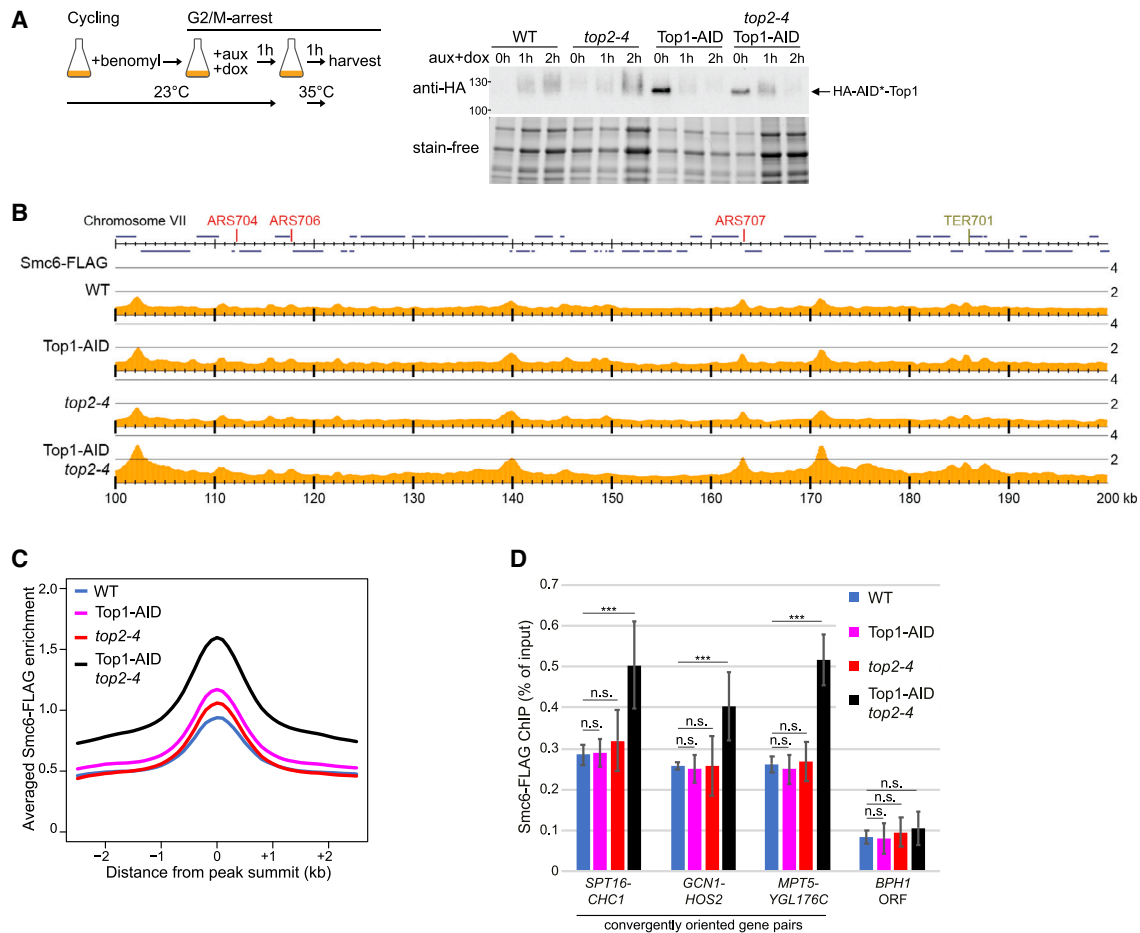 A
Cycling
G2/M-arrest
+benomyl
+aux
+dox
1h
1h
harvest
23°C
35°C
top2-4
WT
top2-4
Top1-AID
Top1-AID
aux+dox
0h 1h 2h 0h 1h 2h 0h 1h 2h 0h 1h 2h
anti-HA
130
100
HA-AID*-Top1
stain-free
B
Chromosome VII
ARS704
ARS706
ARS707
TER701
Smc6-FLAG
4
WT
2
4
Top1-AID
2
4
top2-4
2
4
Top1-AID
top2-4
2
100 110 120 130 140 150 160 170 180 190 200 kb
C
Averaged Smc6-FLAG enrichment
2.0
1.5
1.0
0.5
0
WT
Top1-AID
top2-4
Top1-AID
top2-4
−2 −1 0 +1 +2
Distance from peak summit (kb)
D
Smc6-FLAG ChIP (% of input)
0.7
0.6
0.5
0.4
0.3
0.2
0.1
0
***
n.s.
n.s.
***
n.s.
n.s.
***
n.s.
n.s.
n.s.
n.s.
n.s.
WT
Top1-AID
top2-4
Top1-AID
top2-4
SPT16-
CHC1
GCN1-
HOS2
MPT5-
YGL176C
BPH1
ORF
convergently oriented gene pairs